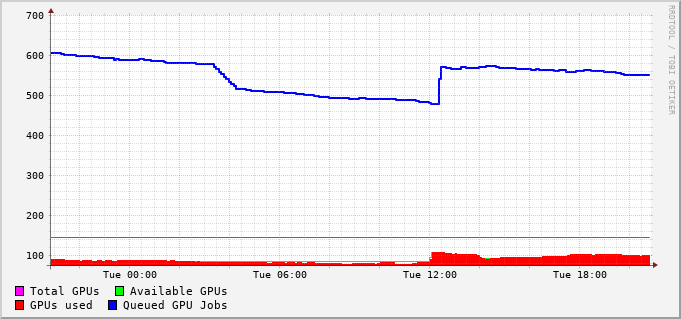 700
600
500
400
300
200
100
Tue 00:00 Tue 06:00 Tue 12:00 Tue 18:00
Total GPUs Available GPUs
GPUs used Queued GPU Jobs
RRDTOOL / TOBI OETIKER